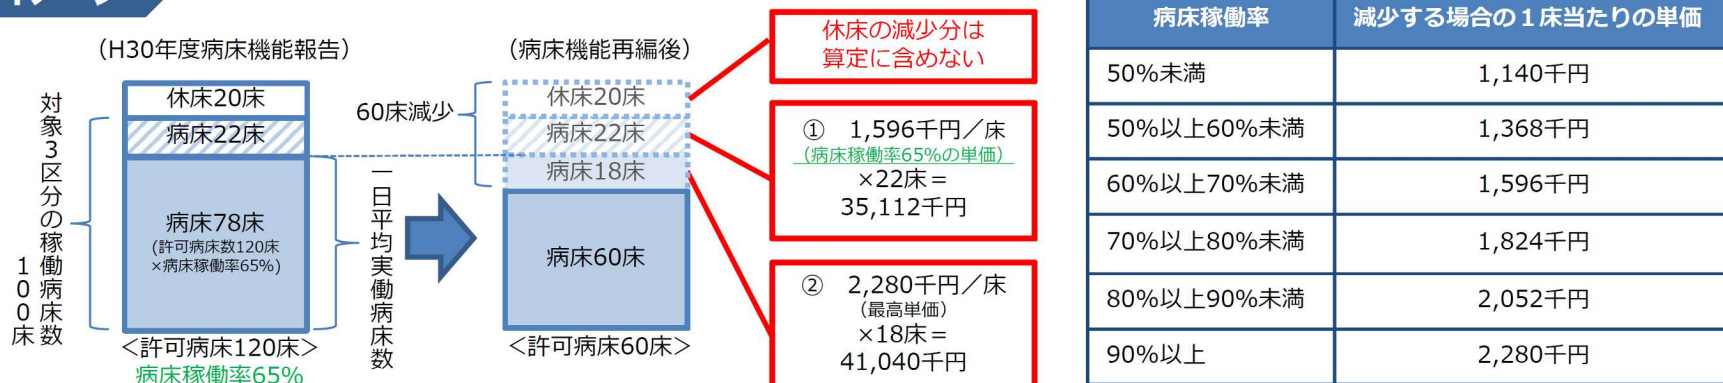 （H30年度病床機能報告）
休床20床
病床22床
病床78床
(許可病床数120床
×病床稼働率65%)
対象3区分の稼働病床数
100床
一日平均実働病床数
＜許可病床120床＞
病床稼働率65%
（病床機能再編後）
60床減少
休床20床
病床22床
病床18床
病床60床
＜許可病床60床＞
休床の減少分は
算定に含めない
① 1,596千円／床
（病床稼働率65%の単価）
×22床＝
35,112千円
② 2,280千円／床
（最高単価）
×18床＝
41,040千円
病床稼働率 減少する場合の１床当たりの単価
50%未満 1,140千円
50%以上60%未満 1,368千円
60%以上70%未満 1,596千円
70%以上80%未満 1,824千円
80%以上90%未満 2,052千円
90%以上 2,280千円